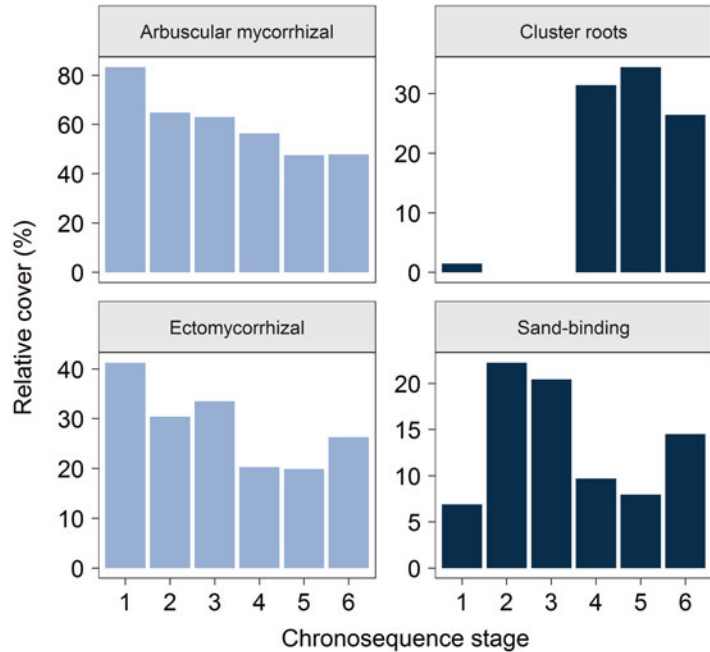 Arbuscular mycorrhizal
Cluster roots
80
60
40
20
0
30
20
10
0
Relative cover (%)
Ectomycorrhizal
Sand-binding
40
30
20
10
0
20
15
10
5
0
1 2 3 4 5 6
1 2 3 4 5 6
Chronosequence stage